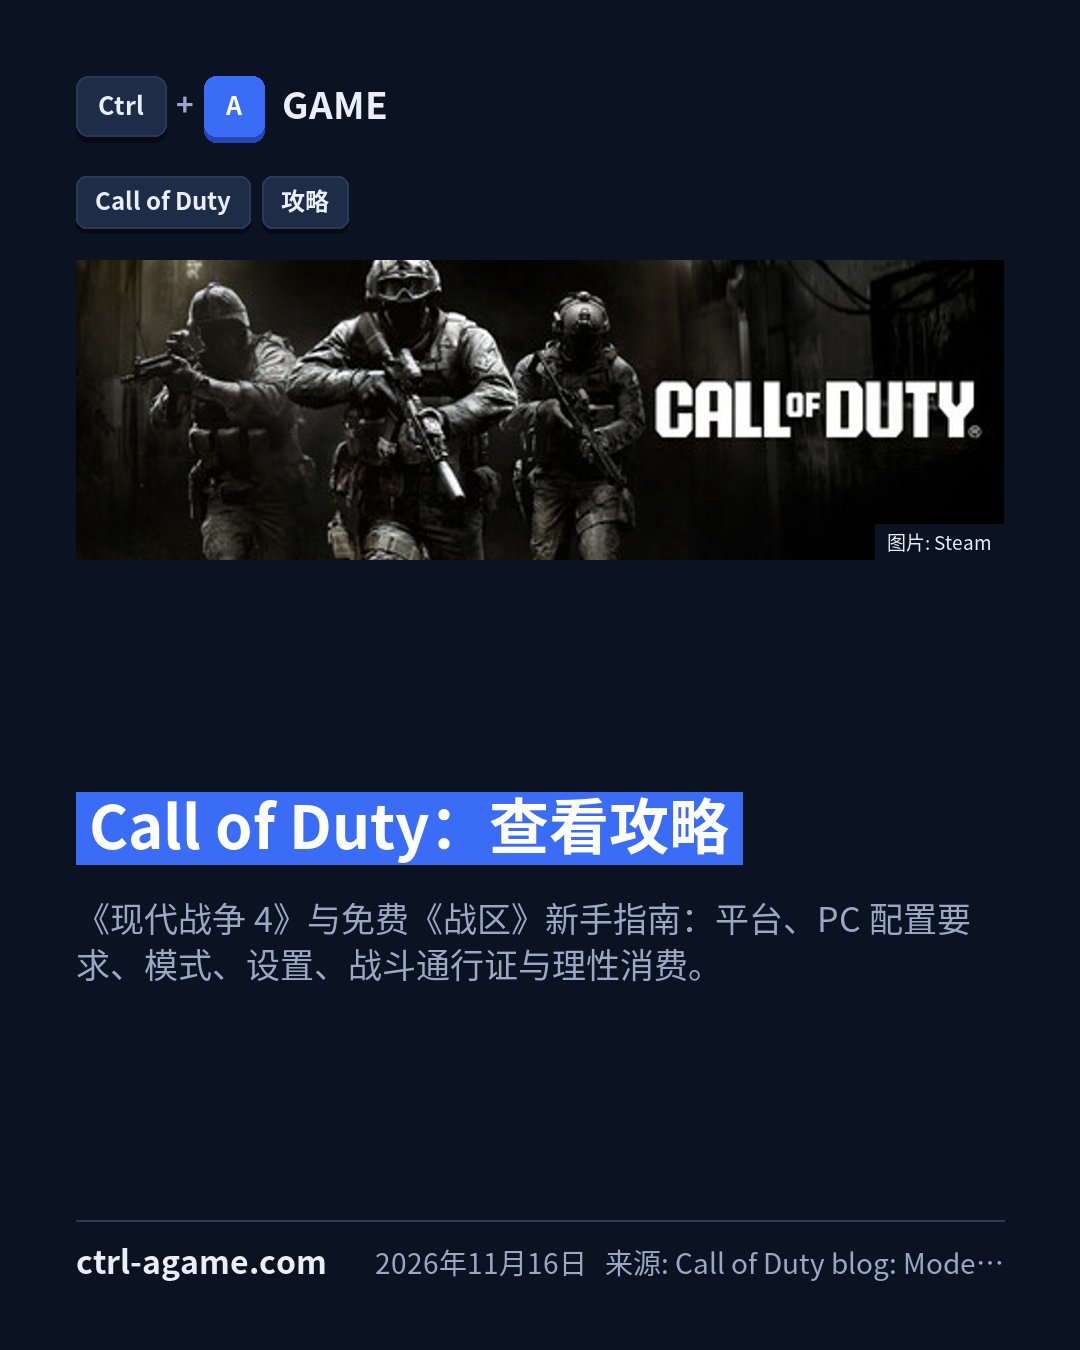 Ctrl + A GAME
Call of Duty 攻略
CALL OF DUTY®
图片: Steam
Call of Duty：查看攻略
《现代战争 4》与免费《战区》新手指南：平台、PC 配置要
求、模式、设置、战斗通行证与理性消费。
ctrl-agame.com 2026年11月16日 来源: Call of Duty blog: Mode…